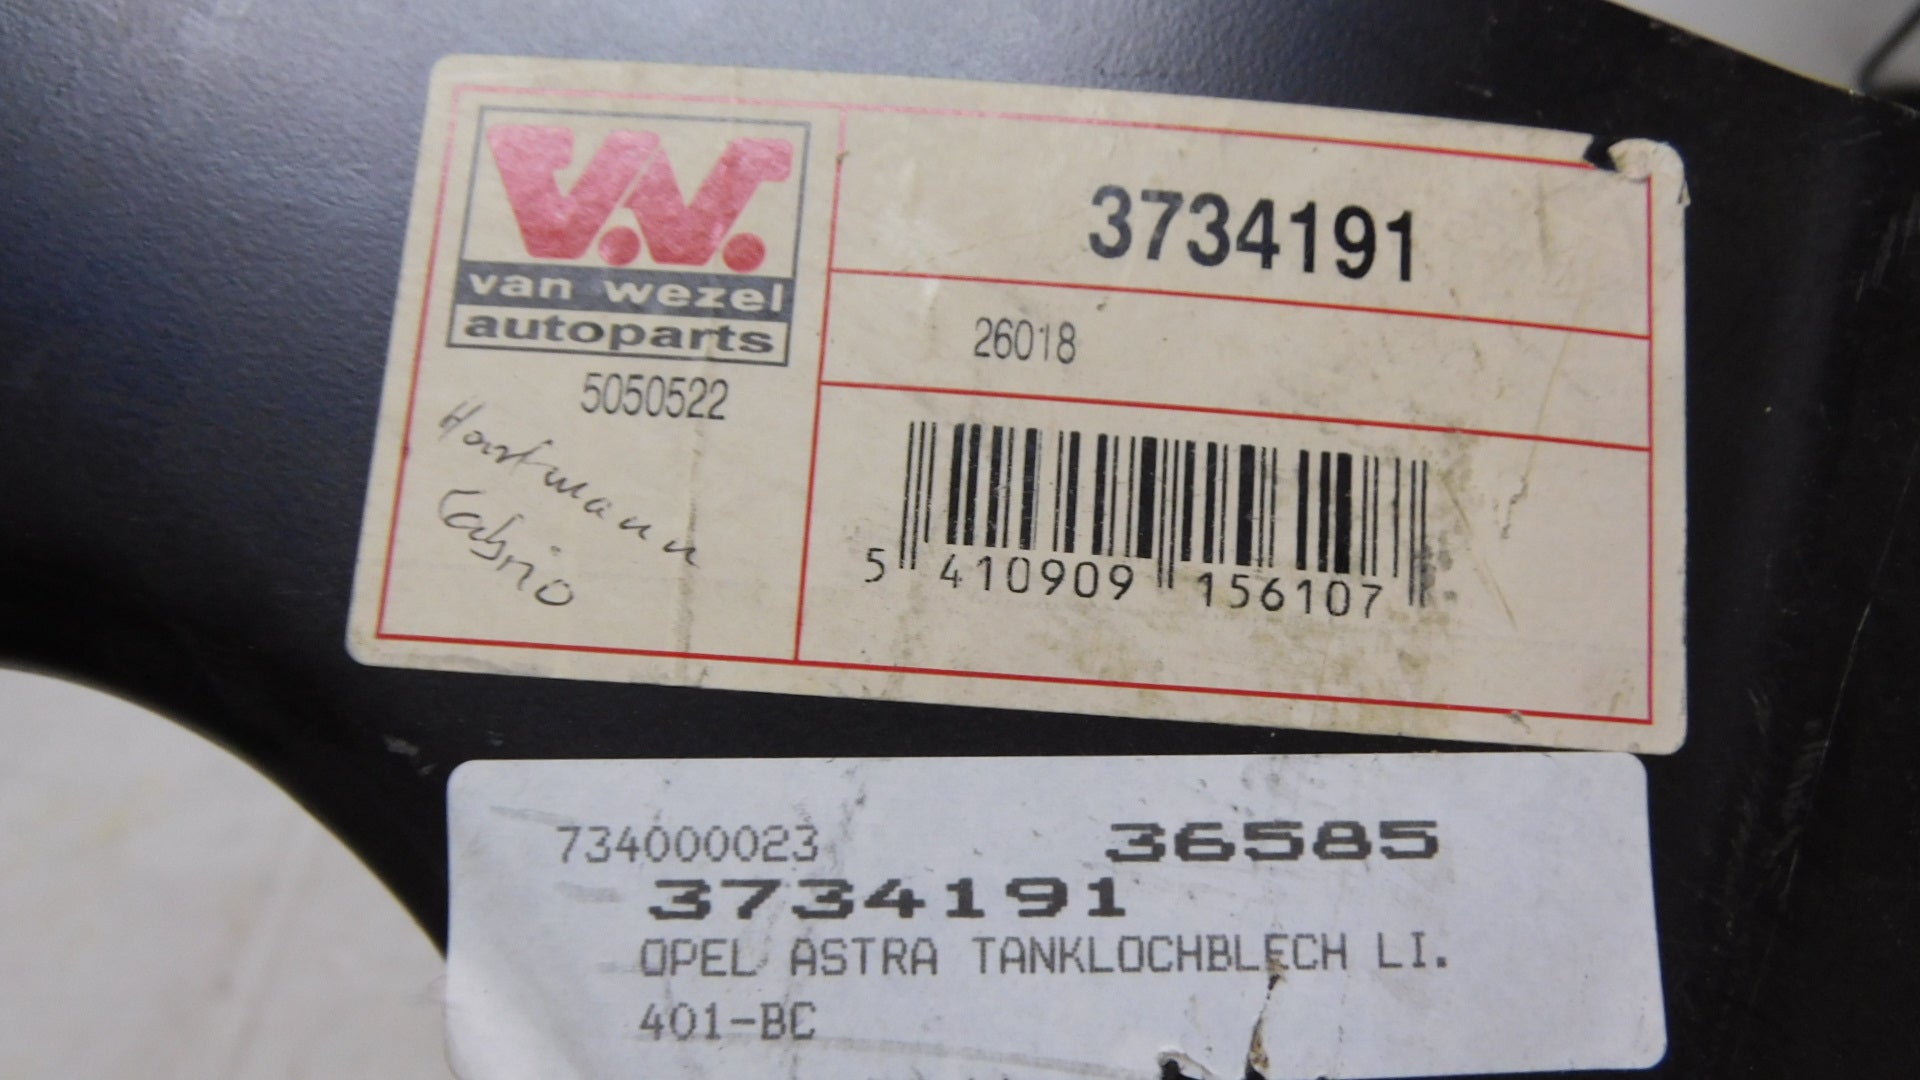 V.W.
van wezel
autoparts
5050522
Hartmann
Cabrio
3734191
26018
5 410909 156107
734000023 36585
3734191
OPEL ASTRA TANKLOCHBLECH LI.
401-BC